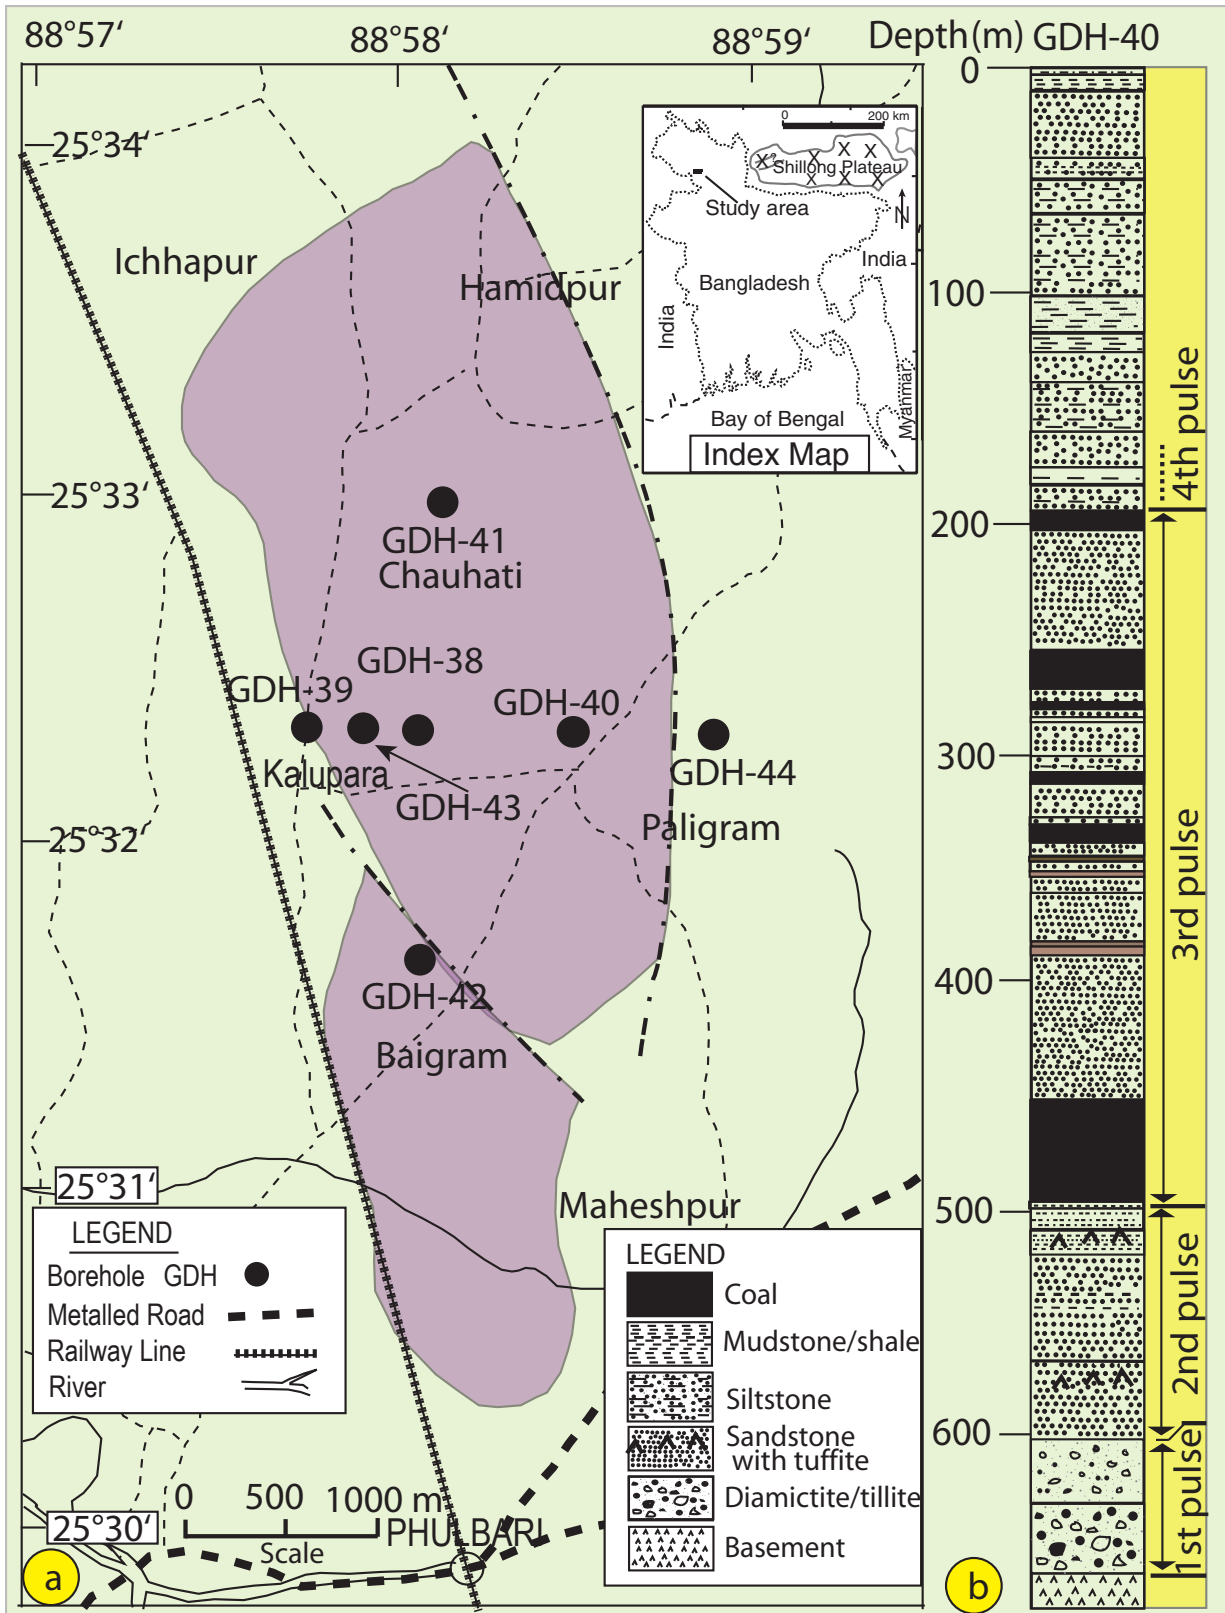 88°57‘
88°58‘
88°59‘
Depth(m) GDH-40
0
25°34‘
0
200 km
X
?
X
X
X
Shillong Plateau
X
X
X
Study area
N
Ichhapur
Hamidpur
India
Bangladesh
India
Myanmar
Bay of Bengal
Index Map
100
4th pulse
25°33‘
200
GDH-41
Chauhati
GDH-38
GDH-39
GDH-40
300
Kalupara
GDH-44
GDH-43
Paligram
25°32‘
3rd pulse
GDH-42
400
Baigram
25°31‘
Maheshpur
500
LEGEND
Borehole GDH
Metalled Road
Railway Line
River
LEGEND
Coal
Mudstone/shale
Siltstone
Sandstone
with tuffite
Diamictite/tillite
Basement
2nd pulse
600
1st pulse
0
500
1000 m
Scale
25°30‘
PHULBARI
a
b